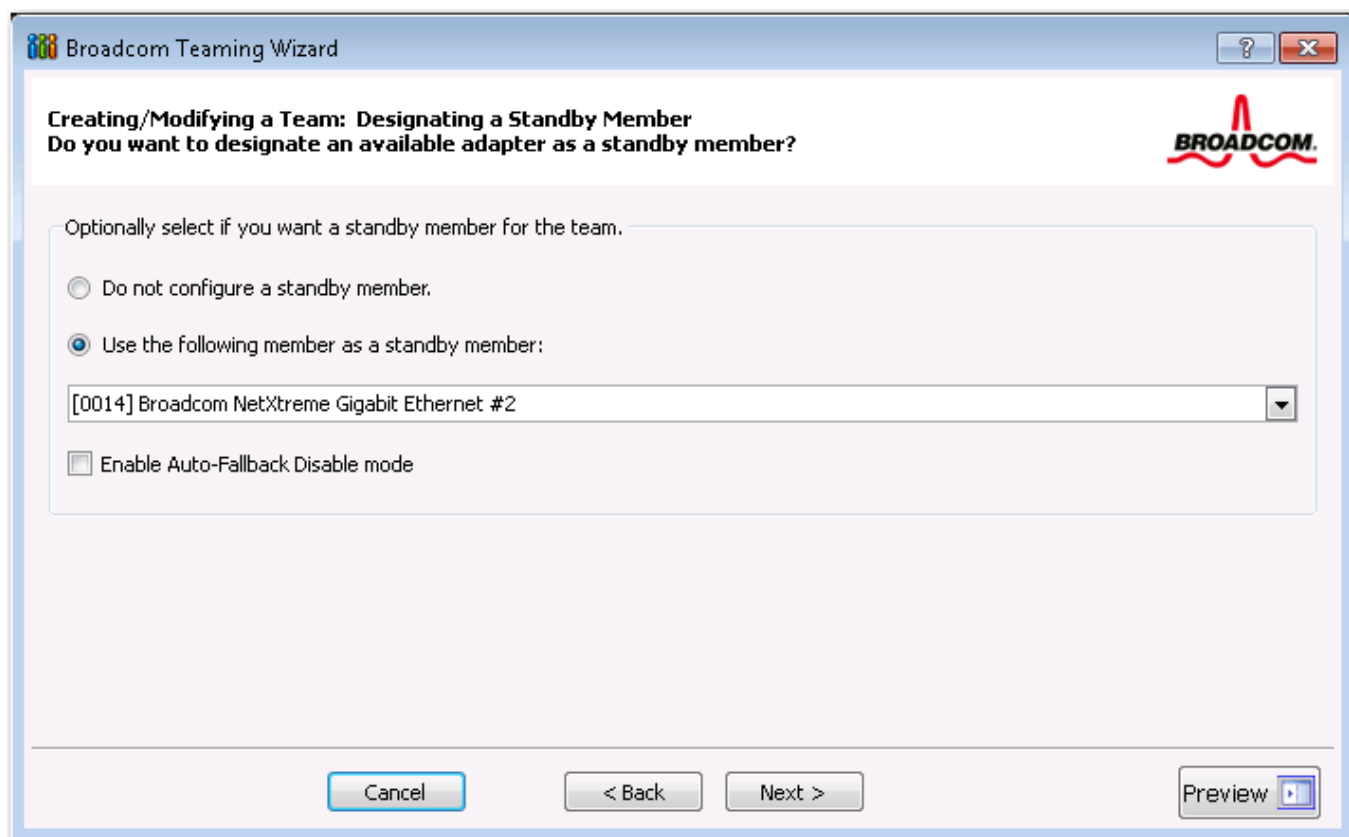 Broadcom Teaming Wizard
Creating/Modifying a Team: Designating a Standby Member
Do you want to designate an available adapter as a standby member?
BROADCOM.
Optionally select if you want a standby member for the team.
Do not configure a standby member.
Use the following member as a standby member:
[0014] Broadcom NetXtreme Gigabit Ethernet #2
Enable Auto-Fallback Disable mode
Cancel
< Back
Next >
Preview